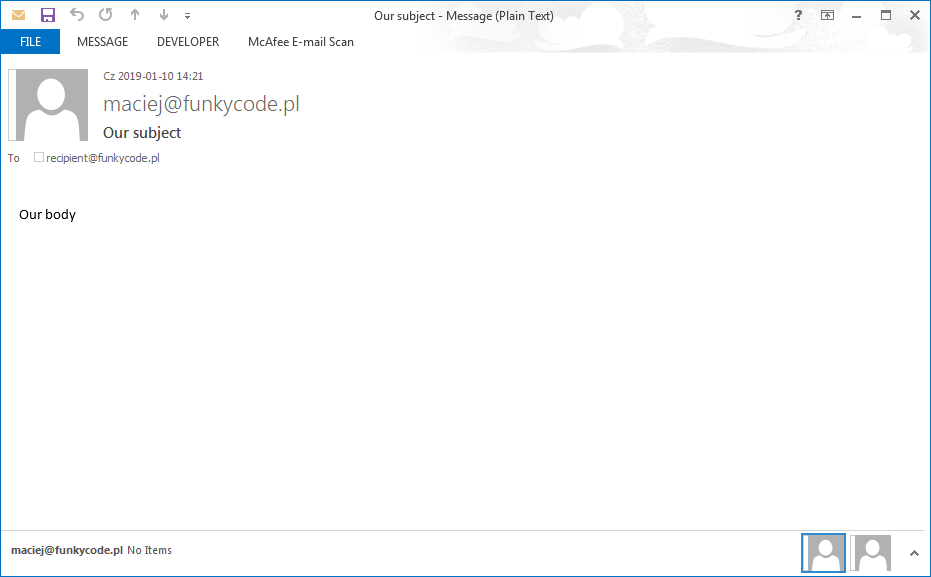 Our subject - Message (Plain Text)
?
FILE MESSAGE DEVELOPER McAfee E-mail Scan
Cz 2019-01-10 14:21
maciej@funkycode.pl
Our subject
To recipient@funkycode.pl
Our body
maciej@funkycode.pl No Items